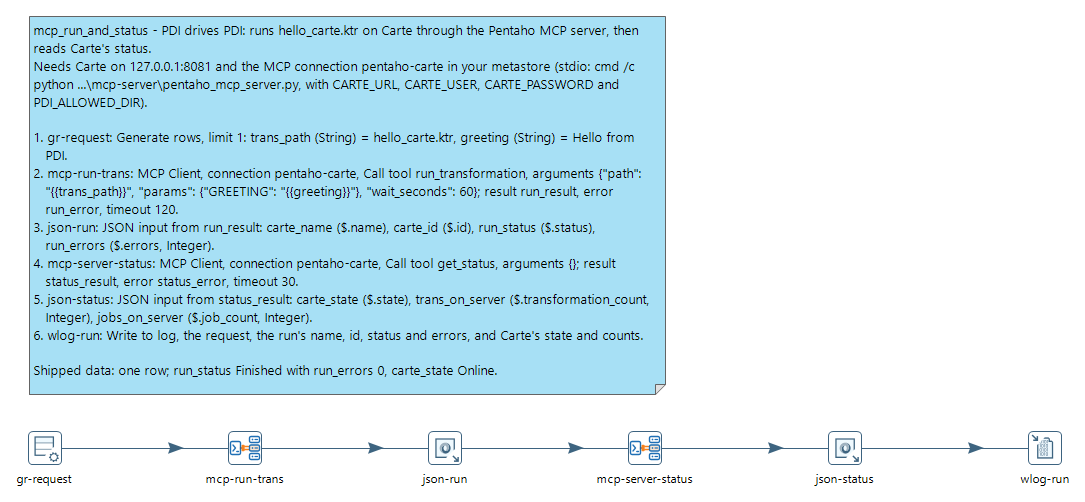 mcp_run_and_status - PDI drives PDI: runs hello_carte.ktr on Carte through the Pentaho MCP server, then
reads Carte's status.
Needs Carte on 127.0.0.1:8081 and the MCP connection pentaho-carte in your metastore (stdio: cmd /c
python ...\mcp-server\pentaho_mcp_server.py, with CARTE_URL, CARTE_USER, CARTE_PASSWORD and
PDI_ALLOWED_DIR).
1. gr-request: Generate rows, limit 1: trans_path (String) = hello_carte.ktr, greeting (String) = Hello from
PDI.
2. mcp-run-trans: MCP Client, connection pentaho-carte, Call tool run_transformation, arguments {"path":
"{{trans_path}}", "params": {"GREETING": "{{greeting}}"}, "wait_seconds": 60}; result run_result, error
run_error, timeout 120.
3. json-run: JSON input from run_result: carte_name ($.name), carte_id ($.id), run_status ($.status),
run_errors ($.errors, Integer).
4. mcp-server-status: MCP Client, connection pentaho-carte, Call tool get_status, arguments {}; result
status_result, error status_error, timeout 30.
5. json-status: JSON input from status_result: carte_state ($.state), trans_on_server ($.transformation_count,
Integer), jobs_on_server ($.job_count, Integer).
6. wlog-run: Write to log, the request, the run's name, id, status and errors, and Carte's state and counts.
Shipped data: one row; run_status Finished with run_errors 0, carte_state Online.
gr-request
mcp-run-trans
json-run
mcp-server-status
json-status
wlog-run